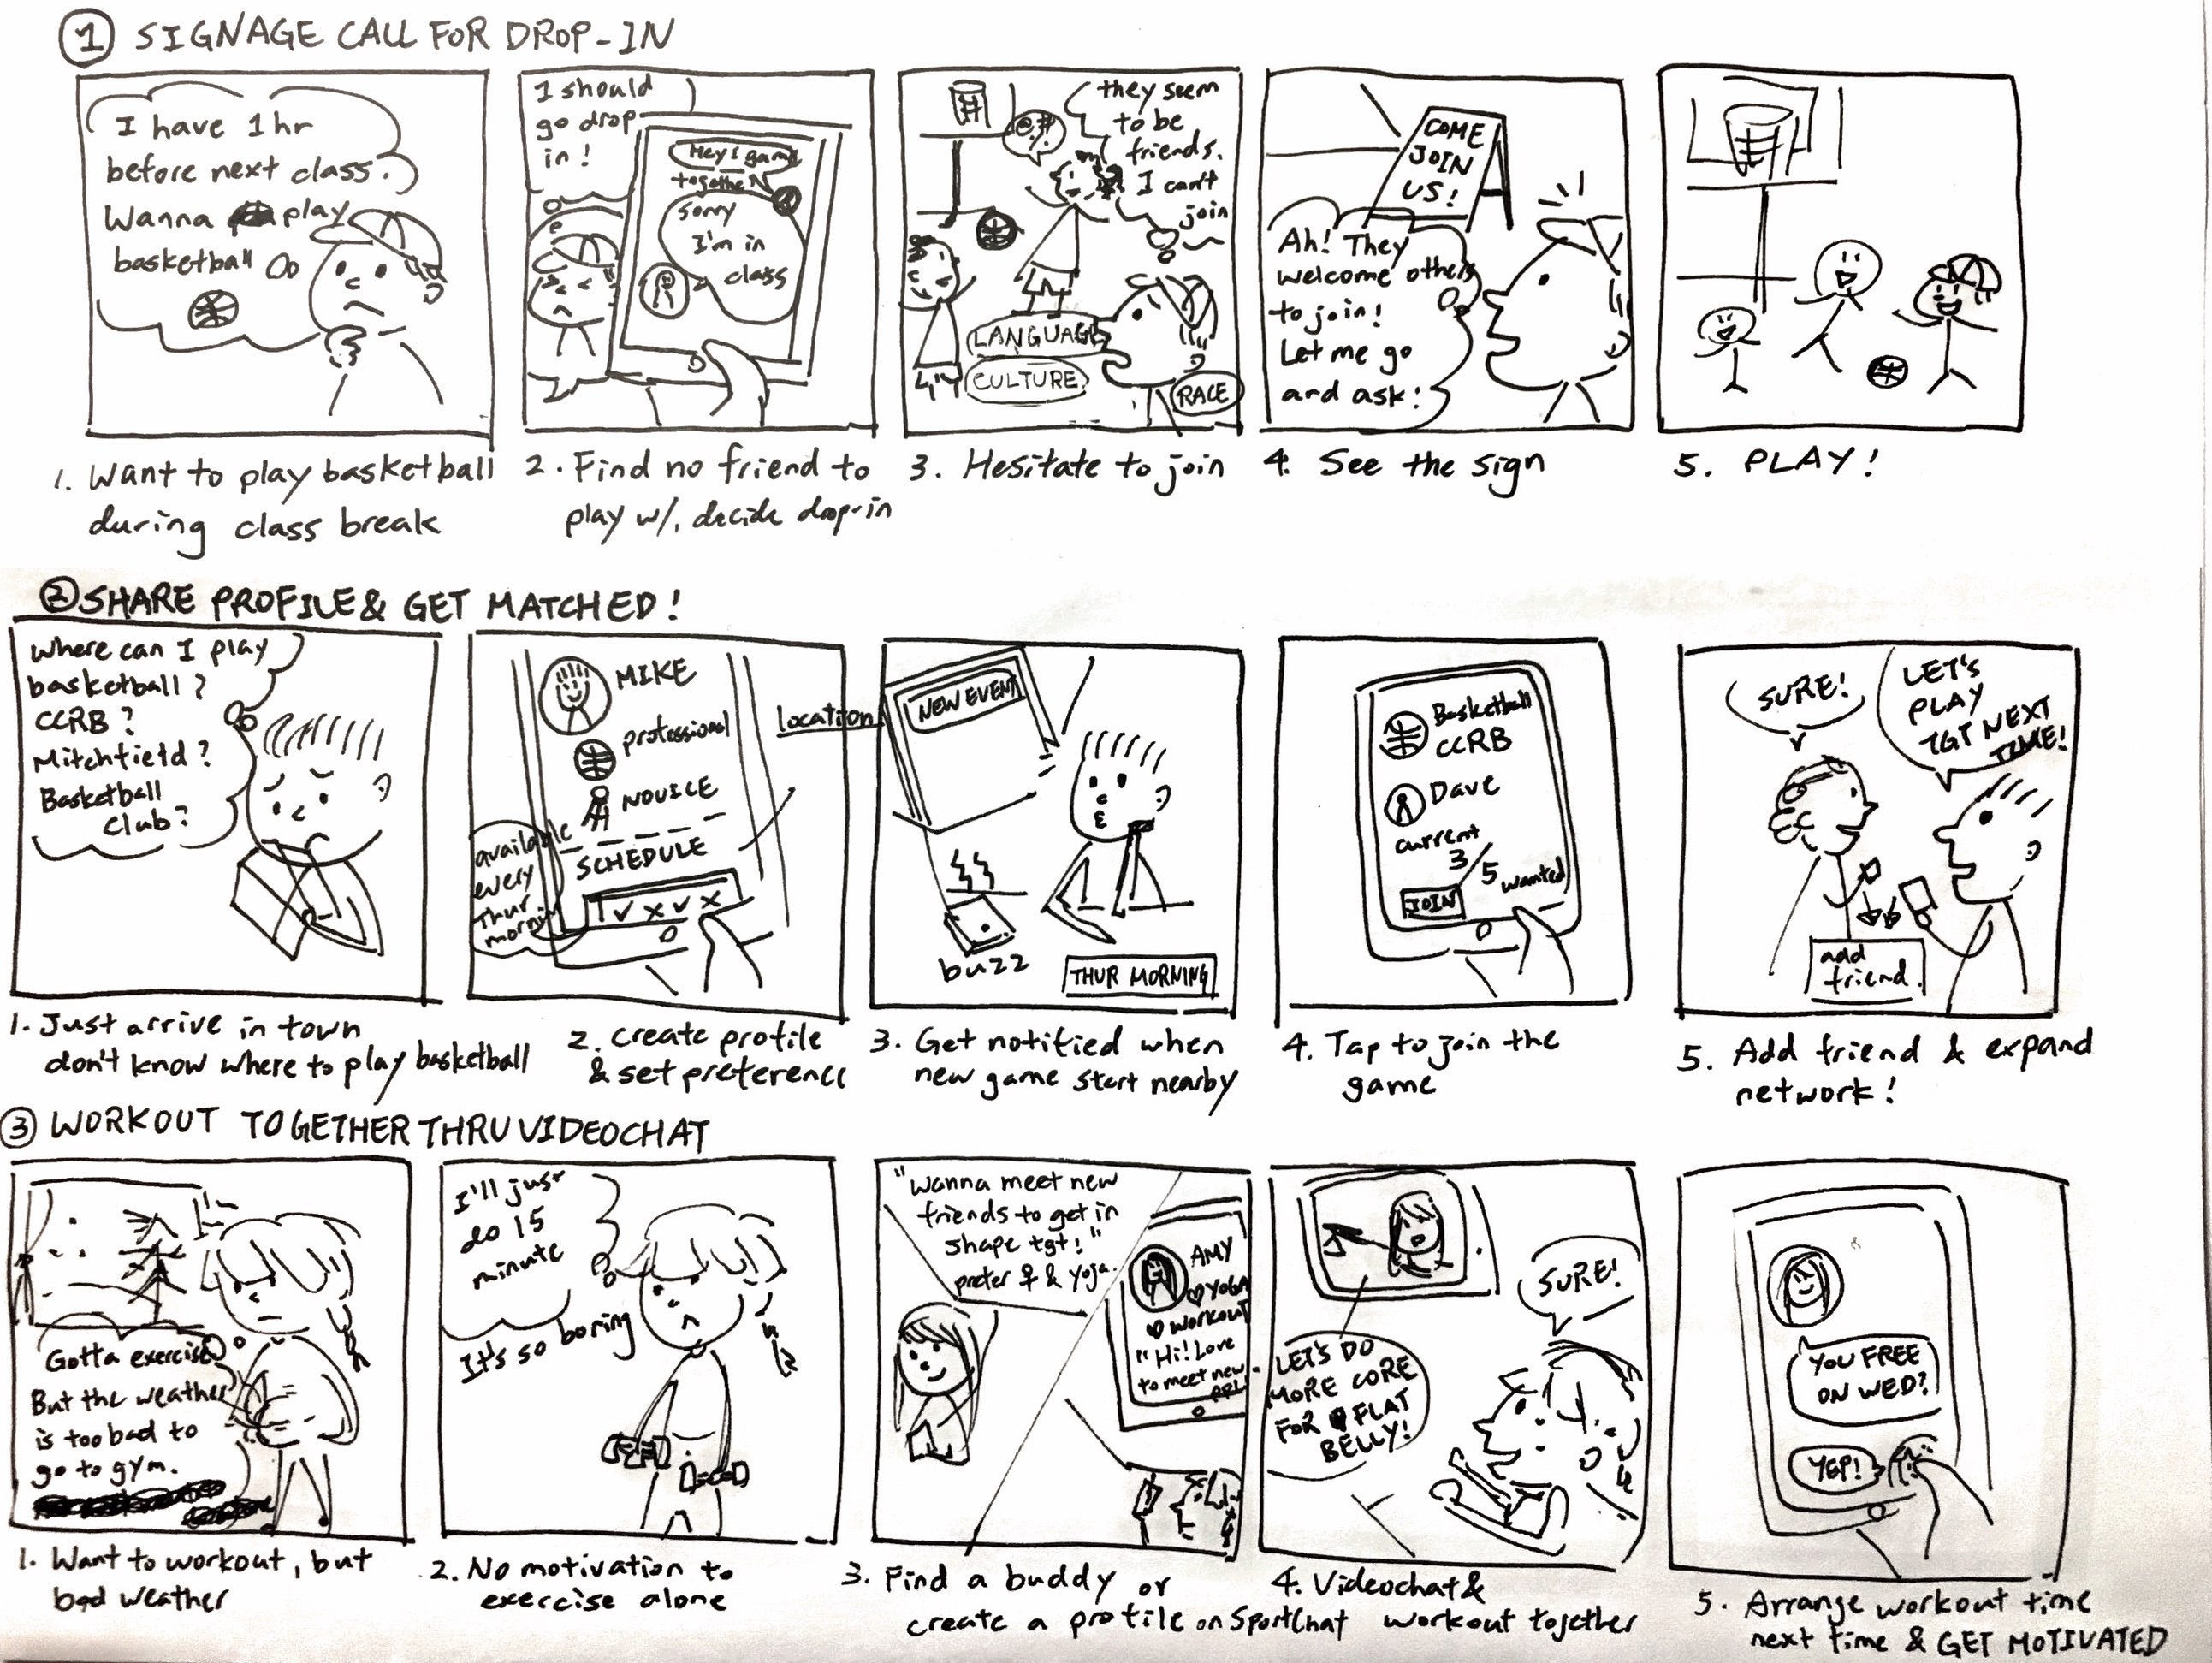 ① SIGNAGE CALL FOR DROP-IN
I have 1hr
before next class.
Wanna play
basketball
1. Want to play basketball
during class break
I should
go drop
in!
Hey! game
together
Sorry
I'm in
class
2. Find no friend to
play w/. decide drop-in
@#
they seem
to be
friends.
I can't
join
LANGUAGE
CULTURE
RACE
3. Hesitate to join
COME
JOIN
US!
Ah! They
welcome others
to join!
Let me go
and ask!
4. See the sign
5. PLAY!
② SHARE PROFILE & GET MATCHED!
Where can I play
basketball?
CCRB?
Mitchfield?
Basketball
club?
1. Just arrive in town
don't know where to play basketball
MIKE
professional
NOVICE
SCHEDULE
available
every
Thur
morning
location
2. create profile
& set preference
NEW EVENT
buzz
THUR MORNING
3. Get notified when
new game start nearby
Basketball
CCRB
Dave
current
3/5 wanted
JOIN
4. Tap to join the
game
SURE!
LET'S
PLAY
TGT NEXT
TIME!
add
friend
5. Add friend & expand
network!
③ WORKOUT TOGETHER THRU VIDEOCHAT
Gotta exercise
But the weather
is too bad to
go to gym.
1. Want to workout, but
bad weather
I'll just
do 15
minute
It's so boring
2. No motivation to
exercise alone
"Wanna meet new
friends to get in
shape tgt!"
prefer ♀ & yoga.
AMY
♡ YOGA
♡ workout
"Hi! Love
to meet new
3. Find a buddy or
create a profile on SportChat
LET'S DO
MORE CORE
FOR FLAT
BELLY!
SURE!
4. Videochat &
workout together
YOU FREE
ON WED?
YEP!
5. Arrange workout time
next time & GET MOTIVATED